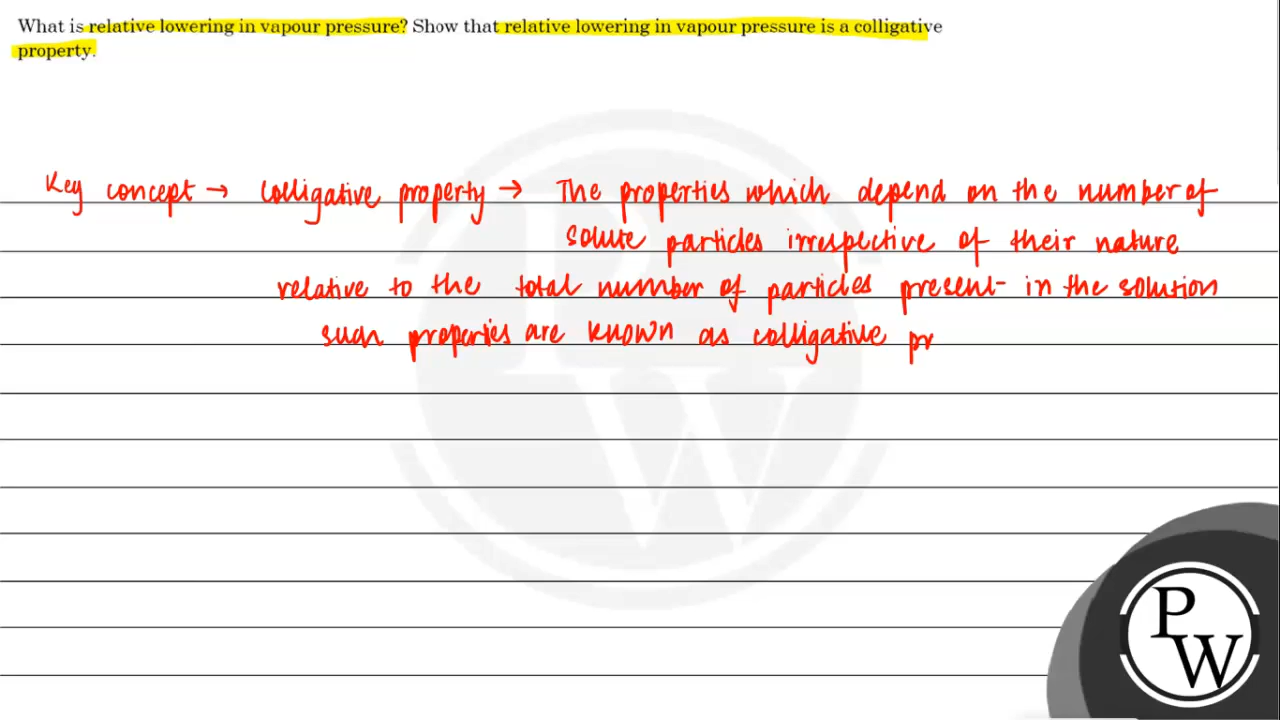 What is relative lowering in vapour pressure? Show that relative lowering in vapour pressure is a colligative
property.
Key concept → Colligative property → The properties which depend on the number of
solute particles irrespective of their nature
relative to the total number of particles present in the solution
such properties are known as colligative pr
P
W
P
W